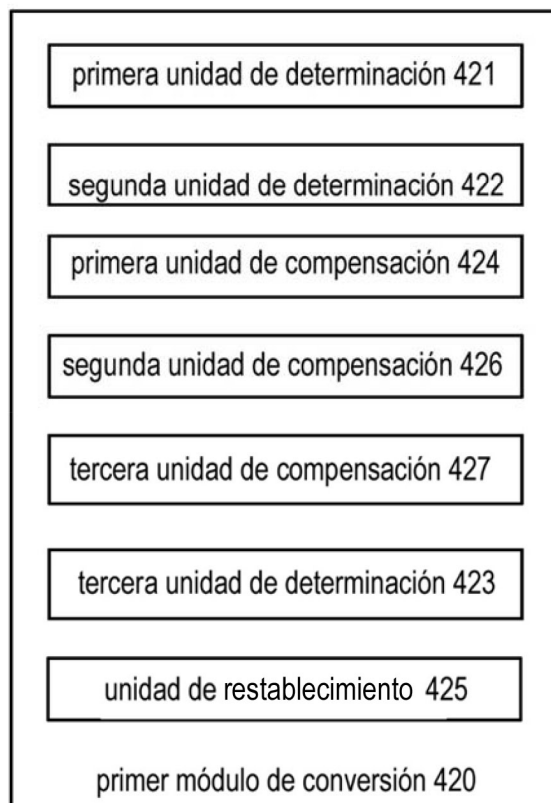 primera unidad de determinación 421
segunda unidad de determinación 422
primera unidad de compensación 424
segunda unidad de compensación 426
tercera unidad de compensación 427
tercera unidad de determinación 423
unidad de restablecimiento 425
primer módulo de conversión 420